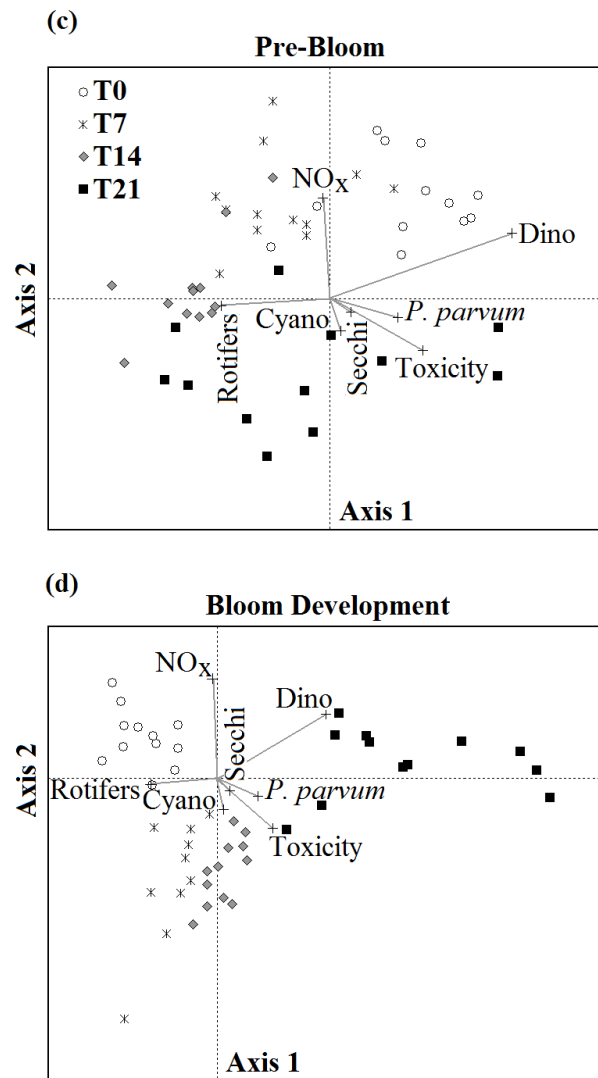 (c)
Pre-Bloom
T0
T7
T14
T21
NOx
Dino
Axis 2
Cyano
P. parvum
Rotifers
Secchi
Toxicity
Axis 1
(d)
Bloom Development
NOx
Dino
Secchi
Axis 2
Rotifers
Cyano
P. parvum
Toxicity
Axis 1